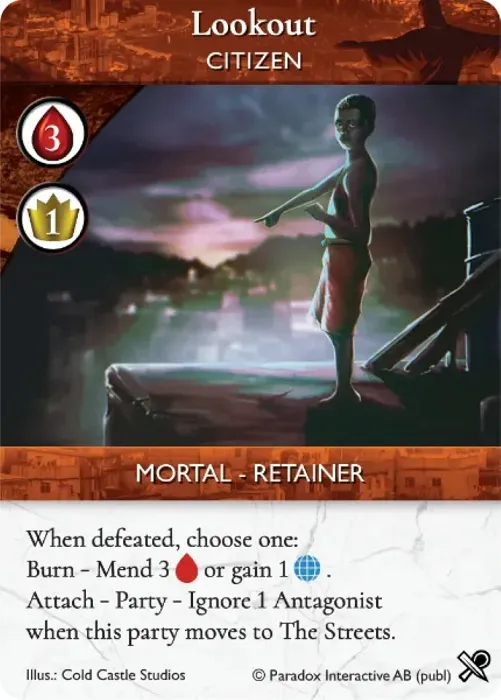 Lookout
CITIZEN
3
1
MORTAL - RETAINER
When defeated, choose one:
Burn - Mend 3 or gain 1 .
Attach - Party - Ignore 1 Antagonist
when this party moves to The Streets.
Illus.: Cold Castle Studios © Paradox Interactive AB (publ)